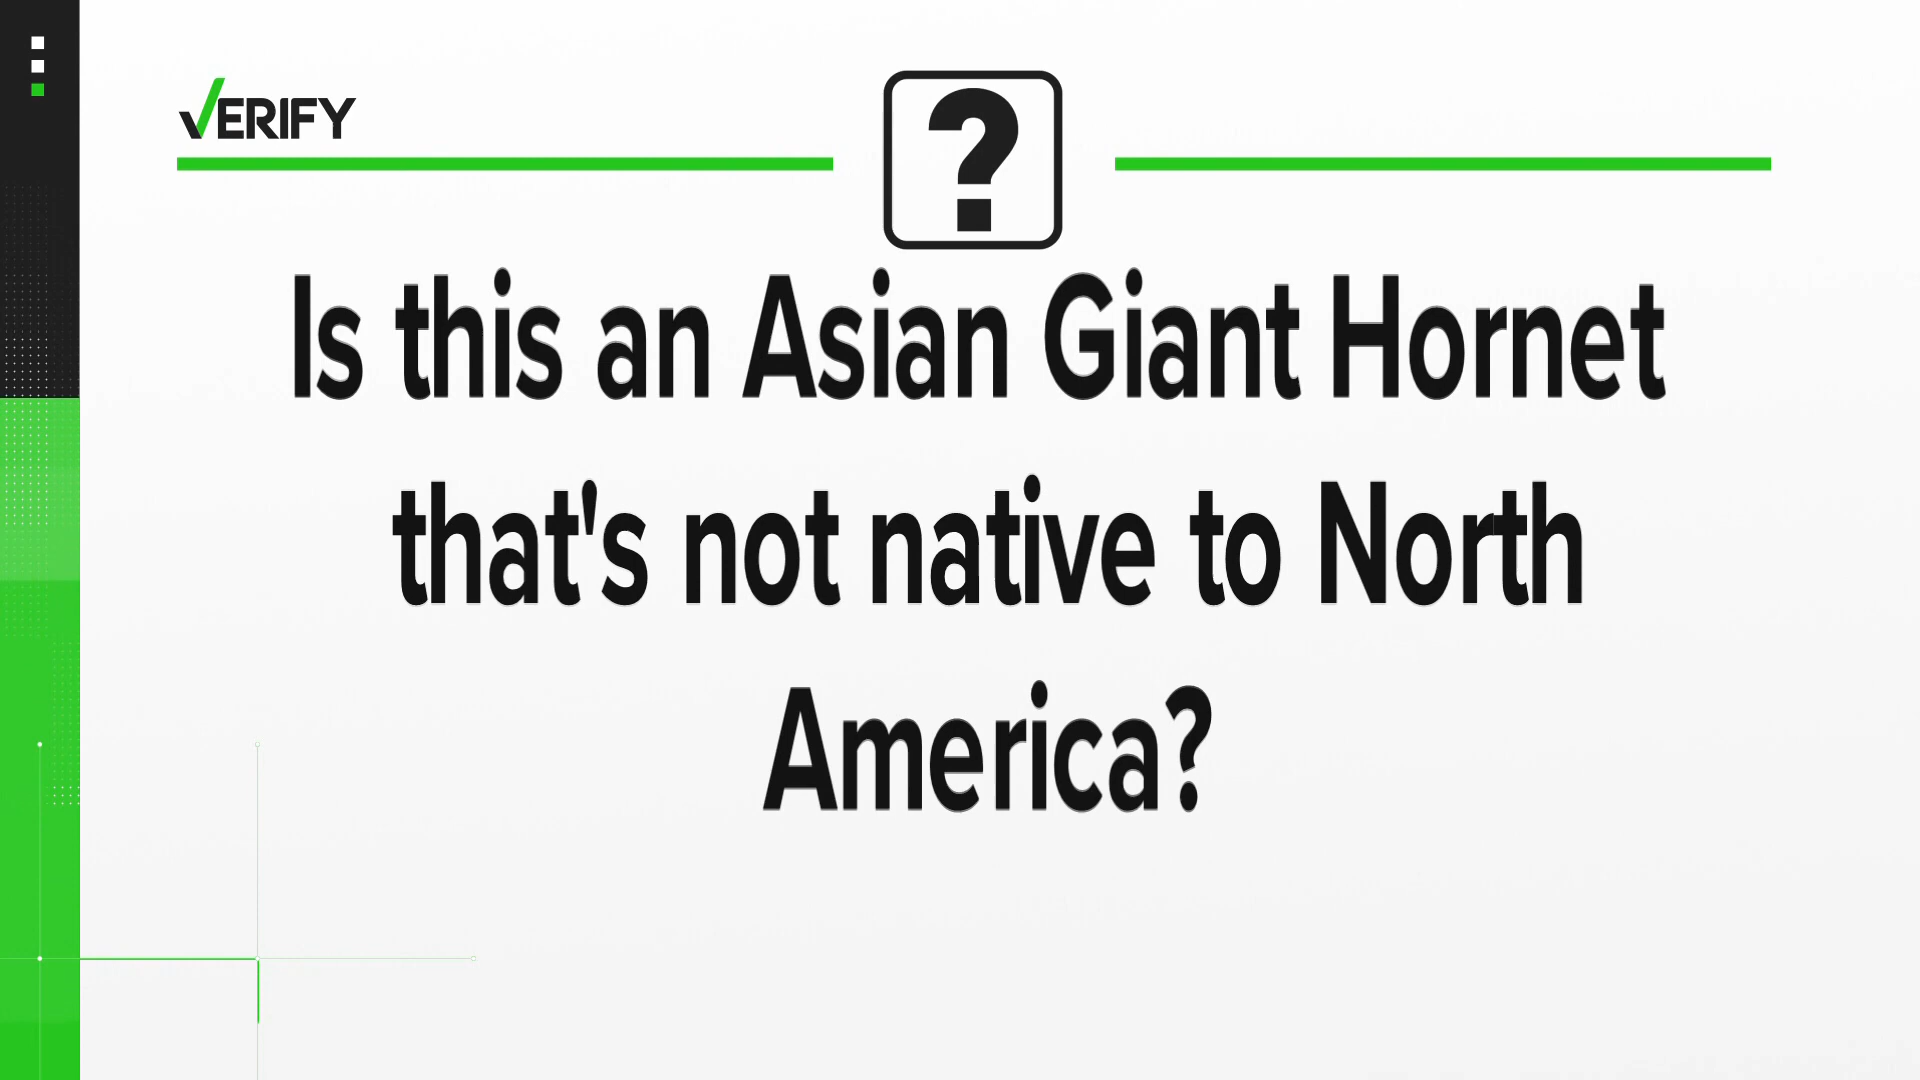 VERIFY
?
Is this an Asian Giant Hornet
that's not native to North
America?